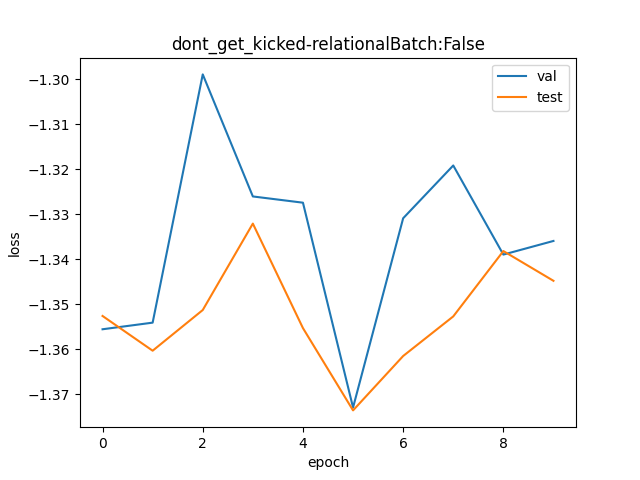 dont_get_kicked-relationalBatch:False
−1.30
−1.31
−1.32
−1.33
−1.34
−1.35
−1.36
−1.37
loss
val
test
0
2
4
6
8
epoch